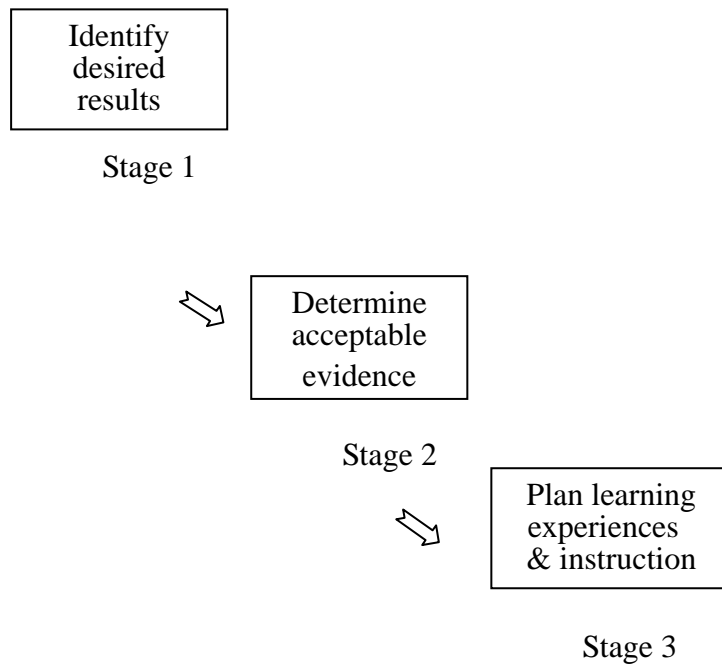 Identify
desired
results
Stage 1
Determine
acceptable
evidence
Stage 2
Plan learning
experiences
& instruction
Stage 3